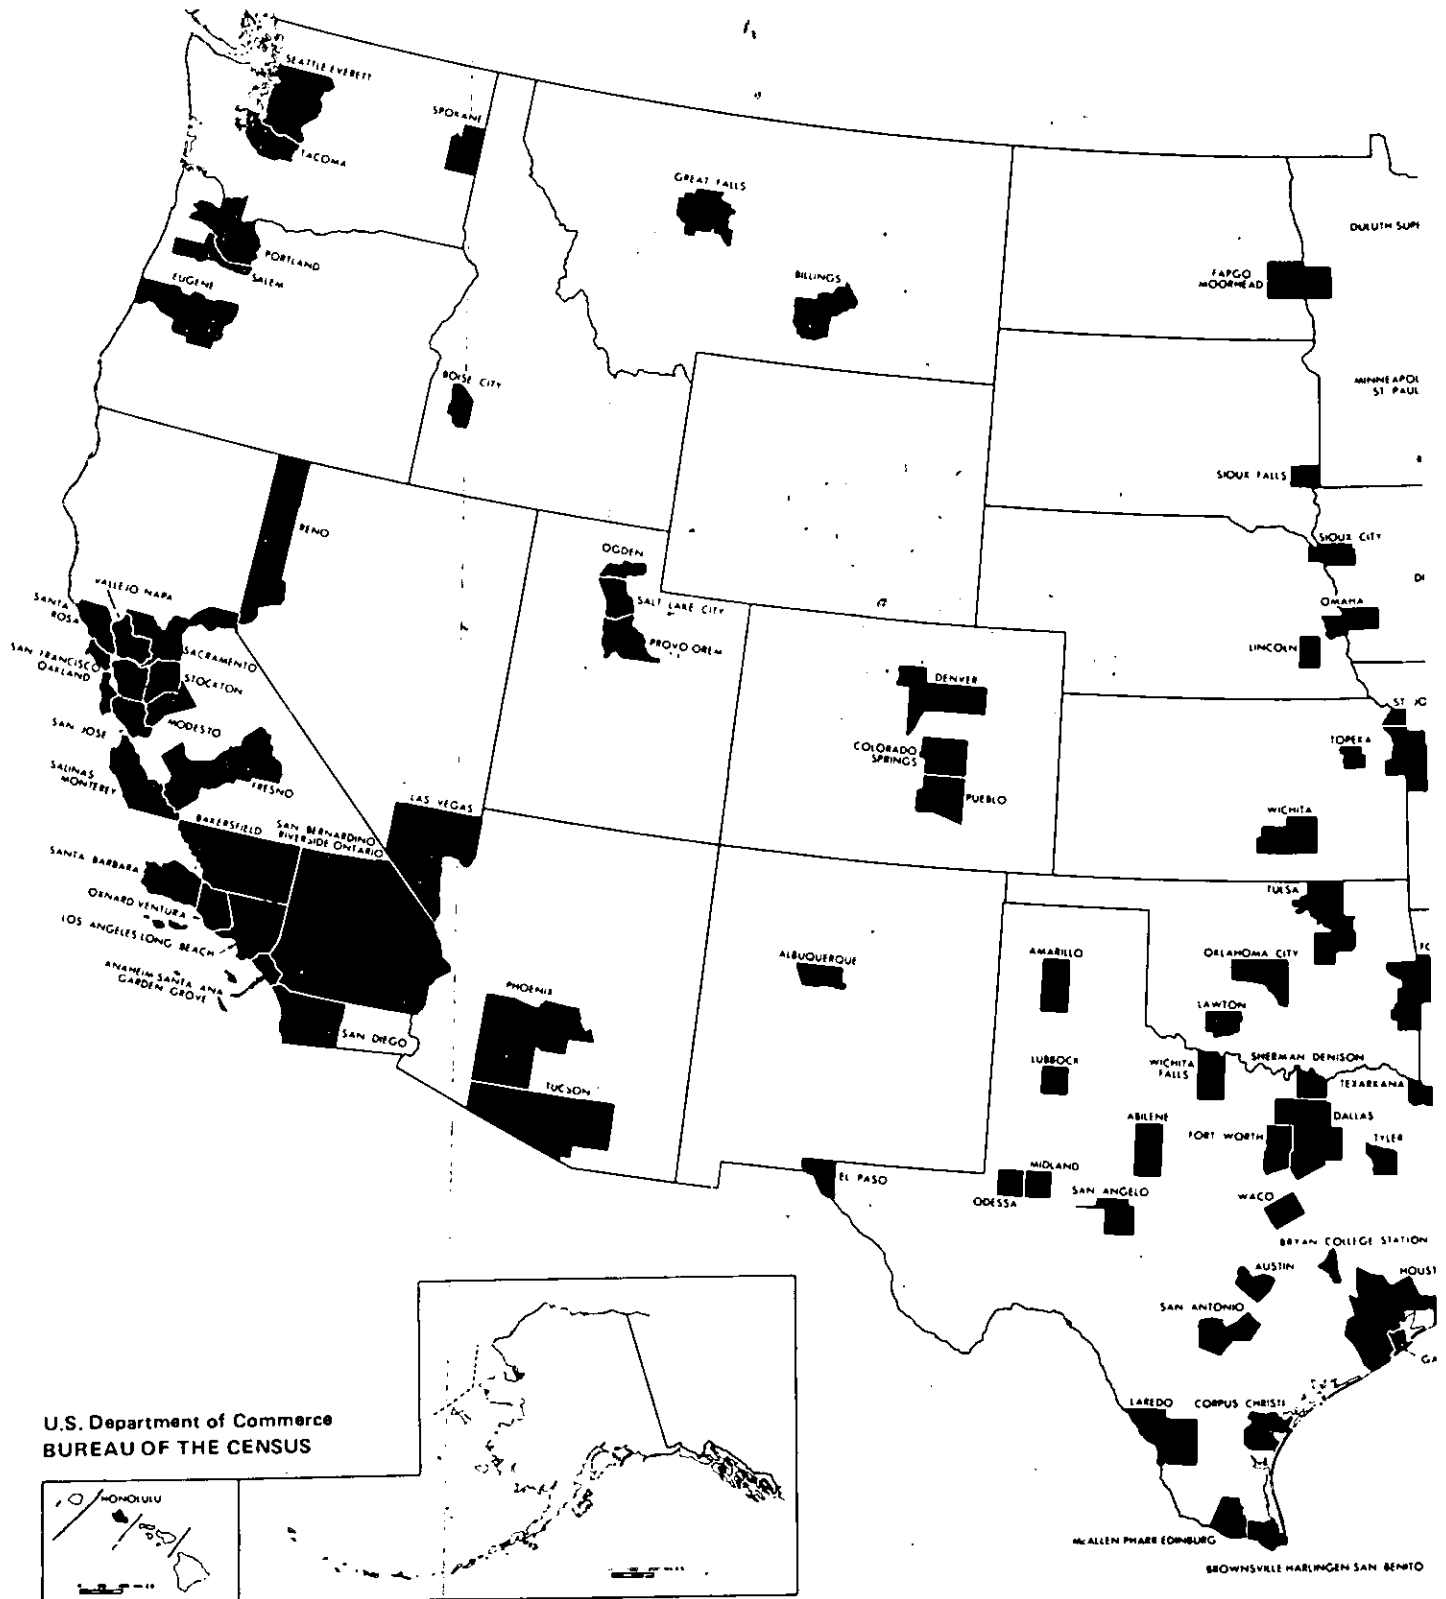 SEATTLE EVERETT
SPOKANE
TACOMA
GREAT FALLS
DULUTH SUPE
PORTLAND
SALEM
EUGENE
BILLINGS
FARGO
MOORHEAD
BOISE CITY
MINNEAPOL
ST PAUL
SIOUX FALLS
RENO
OGDEN
SIOUX CITY
VALLEJO NAPA
SANTA
ROSA
SALT LAKE CITY
OMAHA
SAN FRANCISCO
OAKLAND
SACRAMENTO
PROVO OREM
LINCOLN
STOCKTON
DENVER
SAN JOSE
MODESTO
COLORADO
SPRINGS
TOPEKA
SALINAS
MONTEREY
FRESNO
LAS VEGAS
PUEBLO
WICHITA
BAKERSFIELD
SAN BERNARDINO
RIVERSIDE ONTARIO
SANTA BARBARA
OXNARD VENTURA
TULSA
LOS ANGELES LONG BEACH
ANAHEIM SANTA ANA
GARDEN GROVE
ALBUQUERQUE
AMARILLO
OKLAHOMA CITY
PHOENIX
LAWTON
SAN DIEGO
LUBBOCK
WICHITA
FALLS
SHERMAN DENISON
TEXARKANA
TUCSON
ABILENE
DALLAS
FORT WORTH
TYLER
EL PASO
MIDLAND
ODESSA
SAN ANGELO
WACO
BRYAN COLLEGE STATION
AUSTIN
HOUST
SAN ANTONIO
GA
LAREDO
CORPUS CHRISTI
U.S. Department of Commerce
BUREAU OF THE CENSUS
HONOLULU
McALLEN PHARR EDINBURG
BROWNSVILLE HARLINGEN SAN BENITO